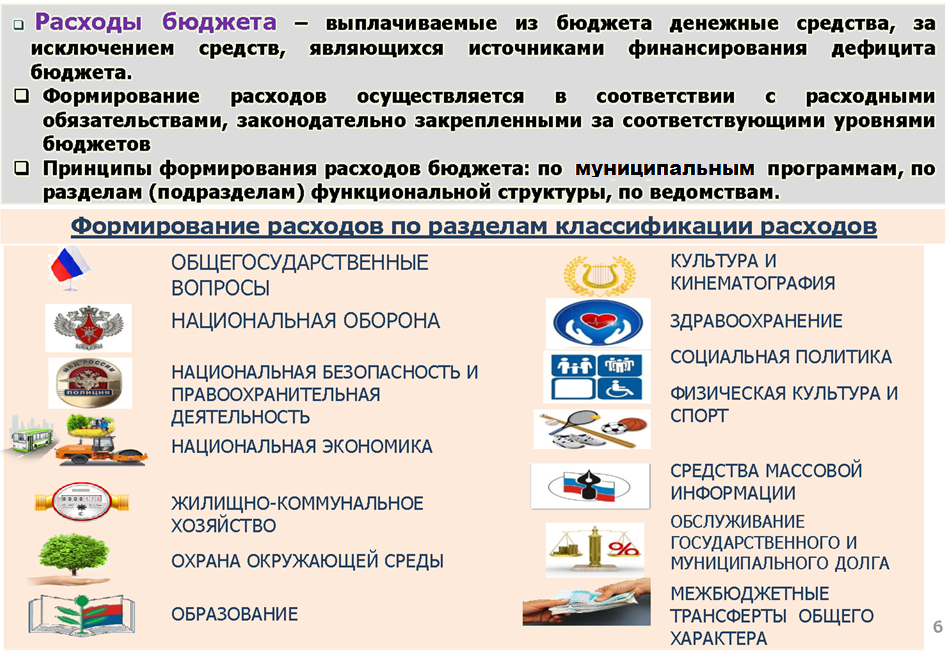 Расходы бюджета – выплачиваемые из бюджета денежные средства, за
исключением средств, являющихся источниками финансирования дефицита
бюджета.
Формирование расходов осуществляется в соответствии с расходными
обязательствами, законодательно закрепленными за соответствующими уровнями
бюджетов
Принципы формирования расходов бюджета: по муниципальным программам, по
разделам (подразделам) функциональной структуры, по ведомствам.
Формирование расходов по разделам классификации расходов
ОБЩЕГОСУДАРСТВЕННЫЕ
ВОПРОСЫ
НАЦИОНАЛЬНАЯ ОБОРОНА
МВД РОССИИ
ПОЛИЦИЯ
НАЦИОНАЛЬНАЯ БЕЗОПАСНОСТЬ И
ПРАВООХРАНИТЕЛЬНАЯ
ДЕЯТЕЛЬНОСТЬ
НАЦИОНАЛЬНАЯ ЭКОНОМИКА
ЖИЛИЩНО-КОММУНАЛЬНОЕ
ХОЗЯЙСТВО
ОХРАНА ОКРУЖАЮЩЕЙ СРЕДЫ
ОБРАЗОВАНИЕ
КУЛЬТУРА И
КИНЕМАТОГРАФИЯ
ЗДРАВООХРАНЕНИЕ
СОЦИАЛЬНАЯ ПОЛИТИКА
ФИЗИЧЕСКАЯ КУЛЬТУРА И
СПОРТ
СРЕДСТВА МАССОВОЙ
ИНФОРМАЦИИ
ОБСЛУЖИВАНИЕ
ГОСУДАРСТВЕННОГО И
МУНИЦИПАЛЬНОГО ДОЛГА
%
МЕЖБЮДЖЕТНЫЕ
ТРАНСФЕРТЫ ОБЩЕГО
ХАРАКТЕРА
6